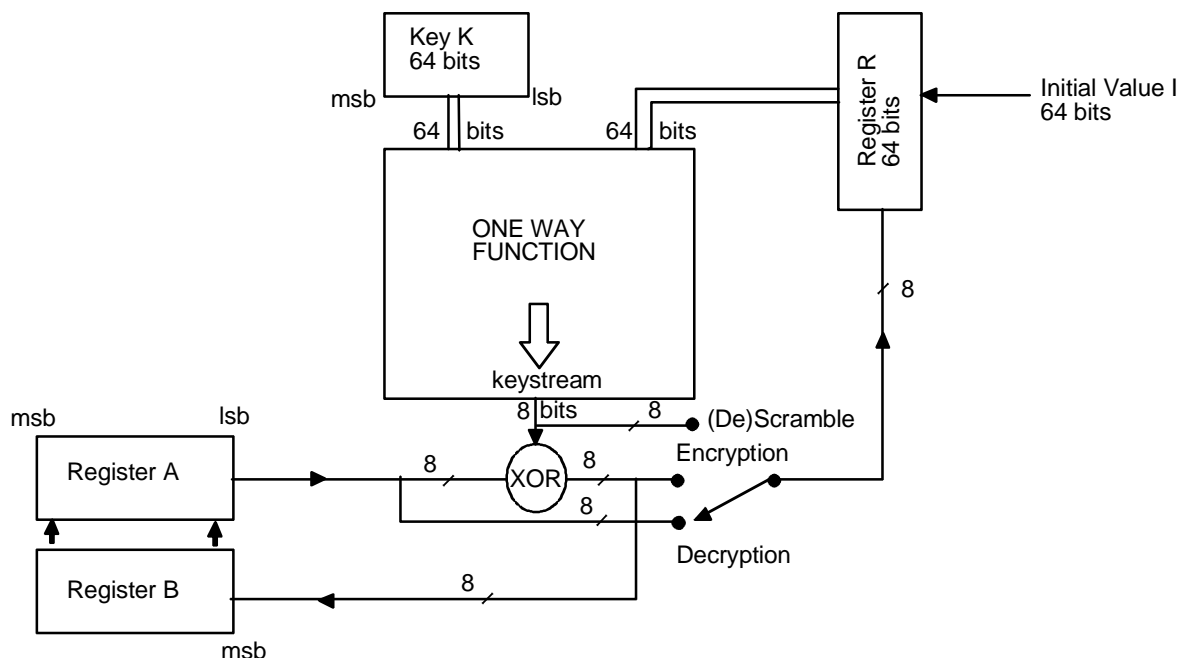 Key K
64 bits
msb
lsb
64 bits
64 bits
Register R
64 bits
Initial Value I
64 bits
ONE WAY
FUNCTION
8
keystream
8 bits
8
(De)Scramble
msb
lsb
Encryption
Register A
8
XOR
8
8
Decryption
Register B
8
msb